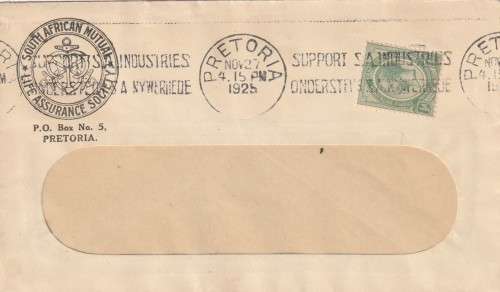 SOUTH AFRICAN MUTUAL
LIFE ASSURANCE SOCIETY
P.O. Box No. 5,
PRETORIA.
PRETORIA
NOV 27
4.15 PM
1925
SUPPORT S.A. INDUSTRIES
SUPPORT S.A. INDUSTRIES
NYWERHEDE